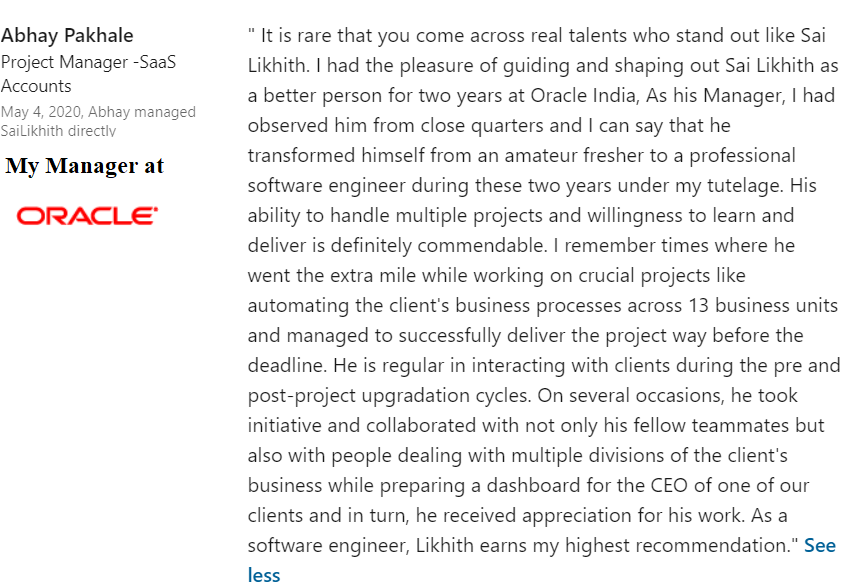 Abhay Pakhale
Project Manager -SaaS
Accounts
May 4, 2020, Abhay managed
SaiLikhith directly
My Manager at
ORACLE
" It is rare that you come across real talents who stand out like Sai
Likhith. I had the pleasure of guiding and shaping out Sai Likhith as
a better person for two years at Oracle India, As his Manager, I had
observed him from close quarters and I can say that he
transformed himself from an amateur fresher to a professional
software engineer during these two years under my tutelage. His
ability to handle multiple projects and willingness to learn and
deliver is definitely commendable. I remember times where he
went the extra mile while working on crucial projects like
automating the client's business processes across 13 business units
and managed to successfully deliver the project way before the
deadline. He is regular in interacting with clients during the pre and
post-project upgradation cycles. On several occasions, he took
initiative and collaborated with not only his fellow teammates but
also with people dealing with multiple divisions of the client's
business while preparing a dashboard for the CEO of one of our
clients and in turn, he received appreciation for his work. As a
software engineer, Likhith earns my highest recommendation." See
less